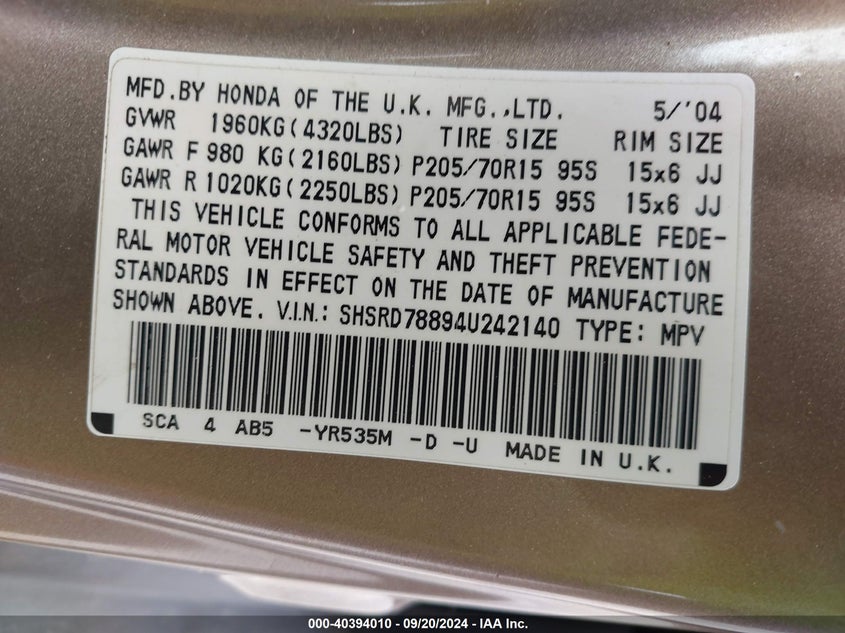 MFD.BY HONDA OF THE U.K. MFG.,LTD. 5/'04
GVWR 1960KG(4320LBS) TIRE SIZE RIM SIZE
GAWR F 980 KG(2160LBS) P205/70R15 95S 15x6 JJ
GAWR R 1020KG(2250LBS) P205/70R15 95S 15x6 JJ
THIS VEHICLE CONFORMS TO ALL APPLICABLE FEDE-
RAL MOTOR VEHICLE SAFETY AND THEFT PREVENTION
STANDARDS IN EFFECT ON THE DATE OF MANUFACTURE
SHOWN ABOVE. V.I.N.: SHSRD78894U242140 TYPE: MPV
SCA 4 AB5 -YR535M -D -U MADE IN U.K.
000-40394010 / 09/20/2024 - IAA Inc.